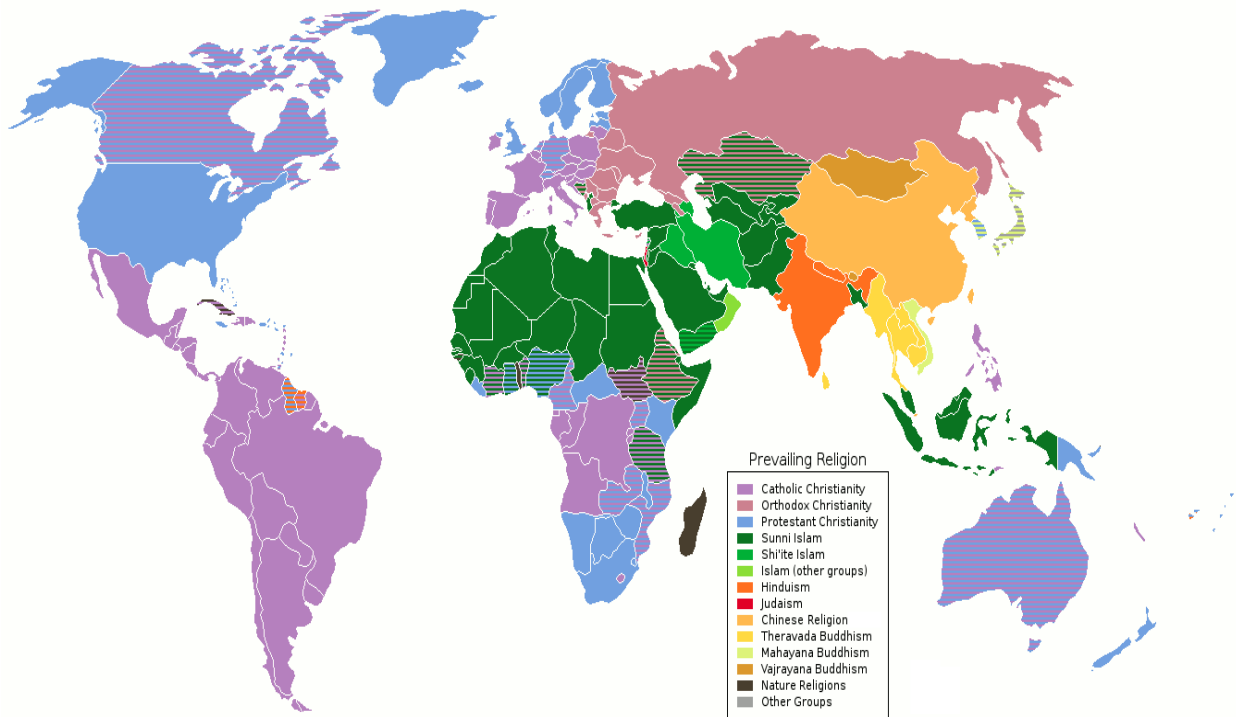 Prevailing Religion
Catholic Christianity
Orthodox Christianity
Protestant Christianity
Sunni Islam
Shi'ite Islam
Islam (other groups)
Hinduism
Judaism
Chinese Religion
Theravada Buddhism
Mahayana Buddhism
Vajrayana Buddhism
Nature Religions
Other Groups